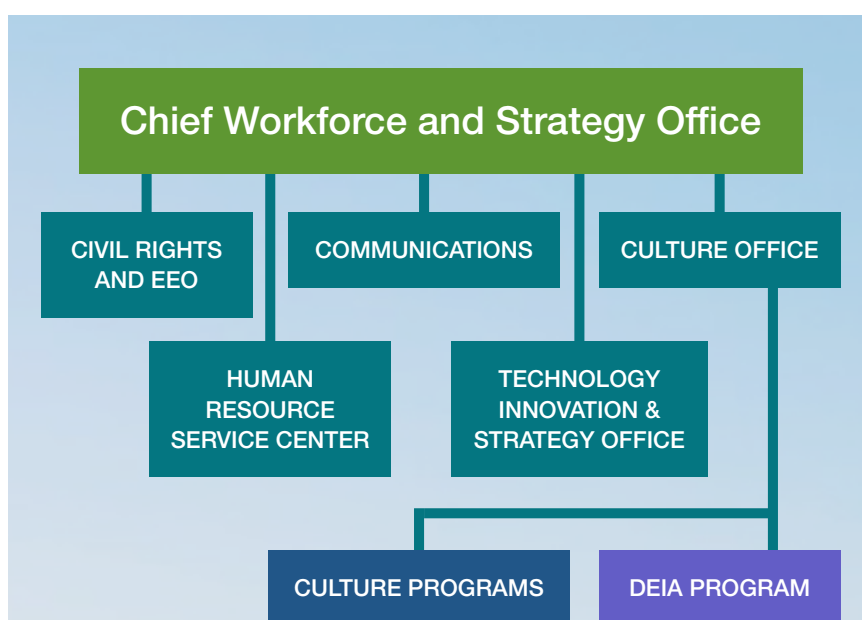 Chief Workforce and Strategy Office
CIVIL RIGHTS
AND EEO
COMMUNICATIONS
CULTURE OFFICE
HUMAN
RESOURCE
SERVICE CENTER
TECHNOLOGY
INNOVATION &
STRATEGY OFFICE
CULTURE PROGRAMS
DEIA PROGRAM